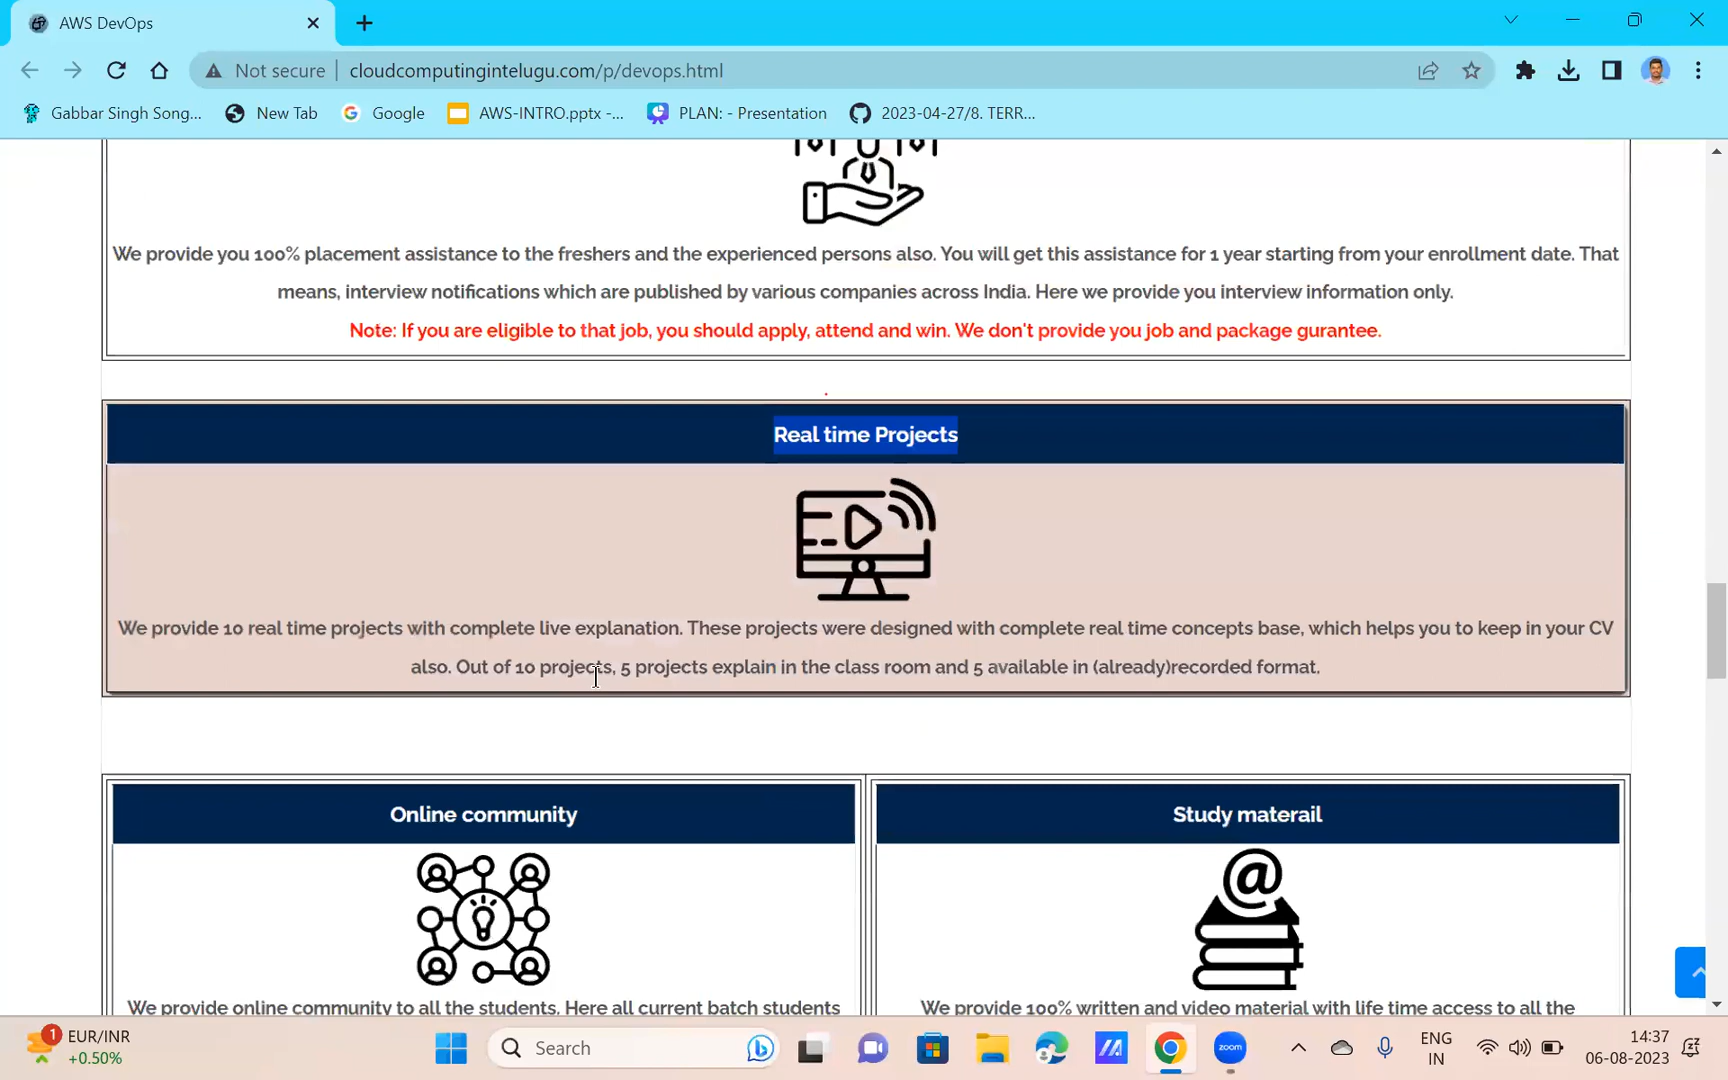 AWS DevOps
Not secure
cloudcomputingintelugu.com/p/devops.html
Gabbar Singh Song...
New Tab
Google
AWS-INTRO.pptx -...
PLAN: - Presentation
2023-04-27/8. TERR...
We provide you 100% placement assistance to the freshers and the experienced persons also. You will get this assistance for 1 year starting from your enrollment date. That
means, interview notifications which are published by various companies across India. Here we provide you interview information only.
Note: If you are eligible to that job, you should apply, attend and win. We don't provide you job and package gurantee.
Real time Projects
We provide 10 real time projects with complete live explanation. These projects were designed with complete real time concepts base, which helps you to keep in your CV
also. Out of 10 projects, 5 projects explain in the class room and 5 available in (already)recorded format.
Online community
Study materail
We provide online community to all the students. Here all current batch students
We provide 100% written and video material with life time access to all the
1
EUR/INR
+0.50%
Search
zoom
ENG
IN
14:37
06-08-2023